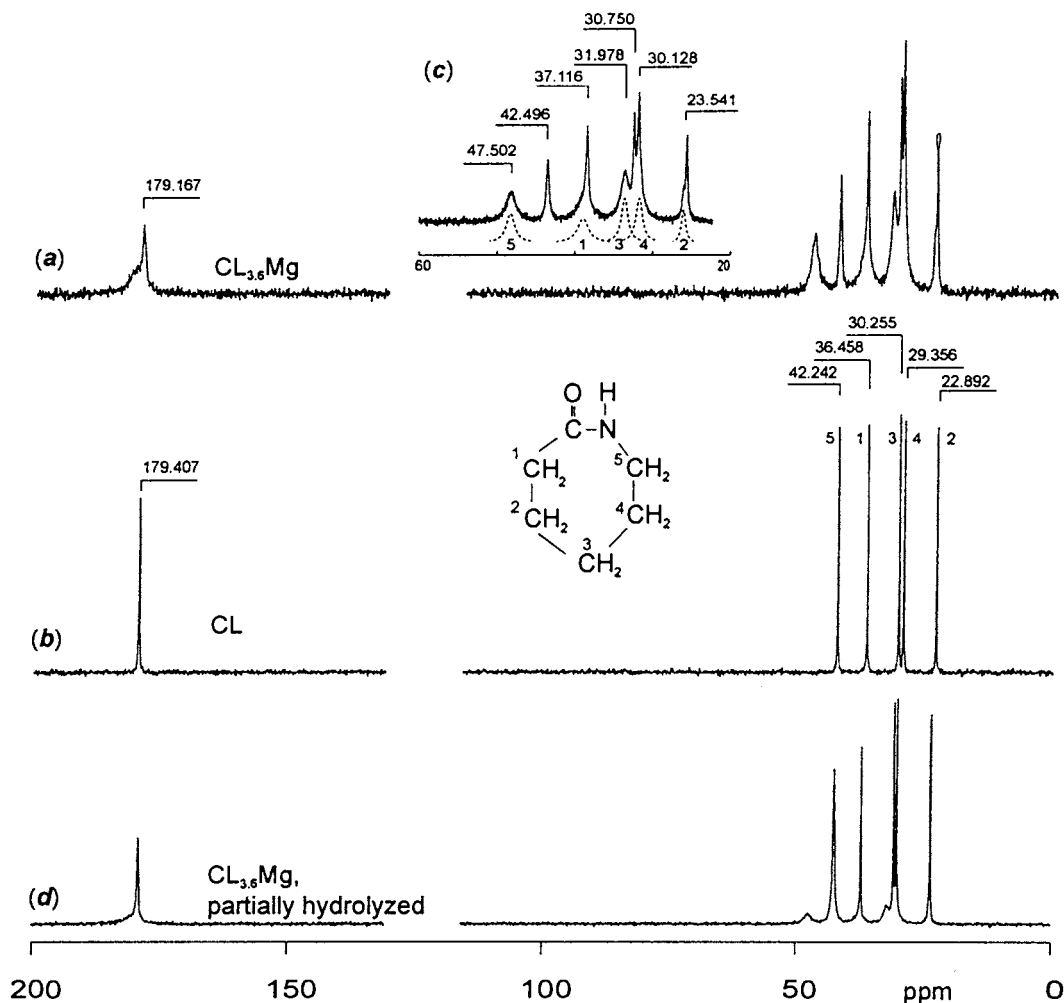 30.750
31.978
30.128
(c)
37.116
23.541
42.496
47.502
179.167
(a)
CL3.6Mg
5 1 3 4 2
60 20
30.255
36.458
29.356
42.242
22.892
5 1 3 4 2
O H
C–N
1 CH2
5 CH2
2 CH2
4 CH2
3
CH2
179.407
(b) CL
CL3.6Mg,
(d) partially hydrolyzed
200 150 100 50 ppm 0